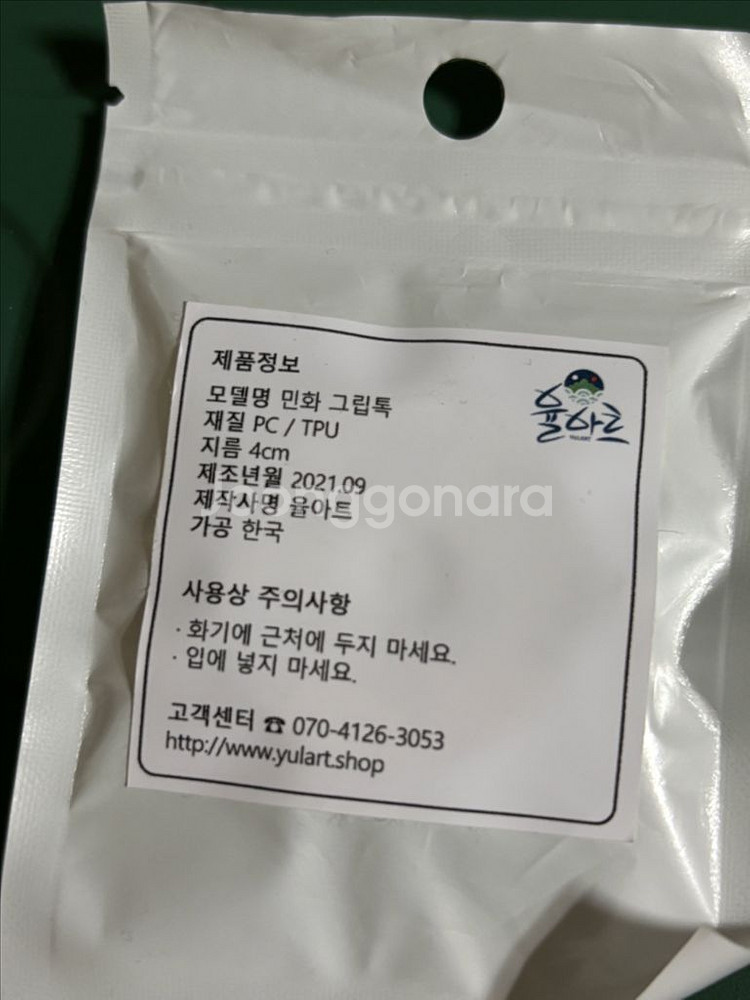 제품정보
율아트
YULART
모델명 민화 그립톡
재질 PC / TPU
지름 4cm
제조년월 2021.09
제작사명 율아트
가공 한국
Joonggonara
사용상 주의사항
· 화기에 근처에 두지 마세요.
· 입에 넣지 마세요.
고객센터 ☎ 070-4126-3053
http://www.yulart.shop